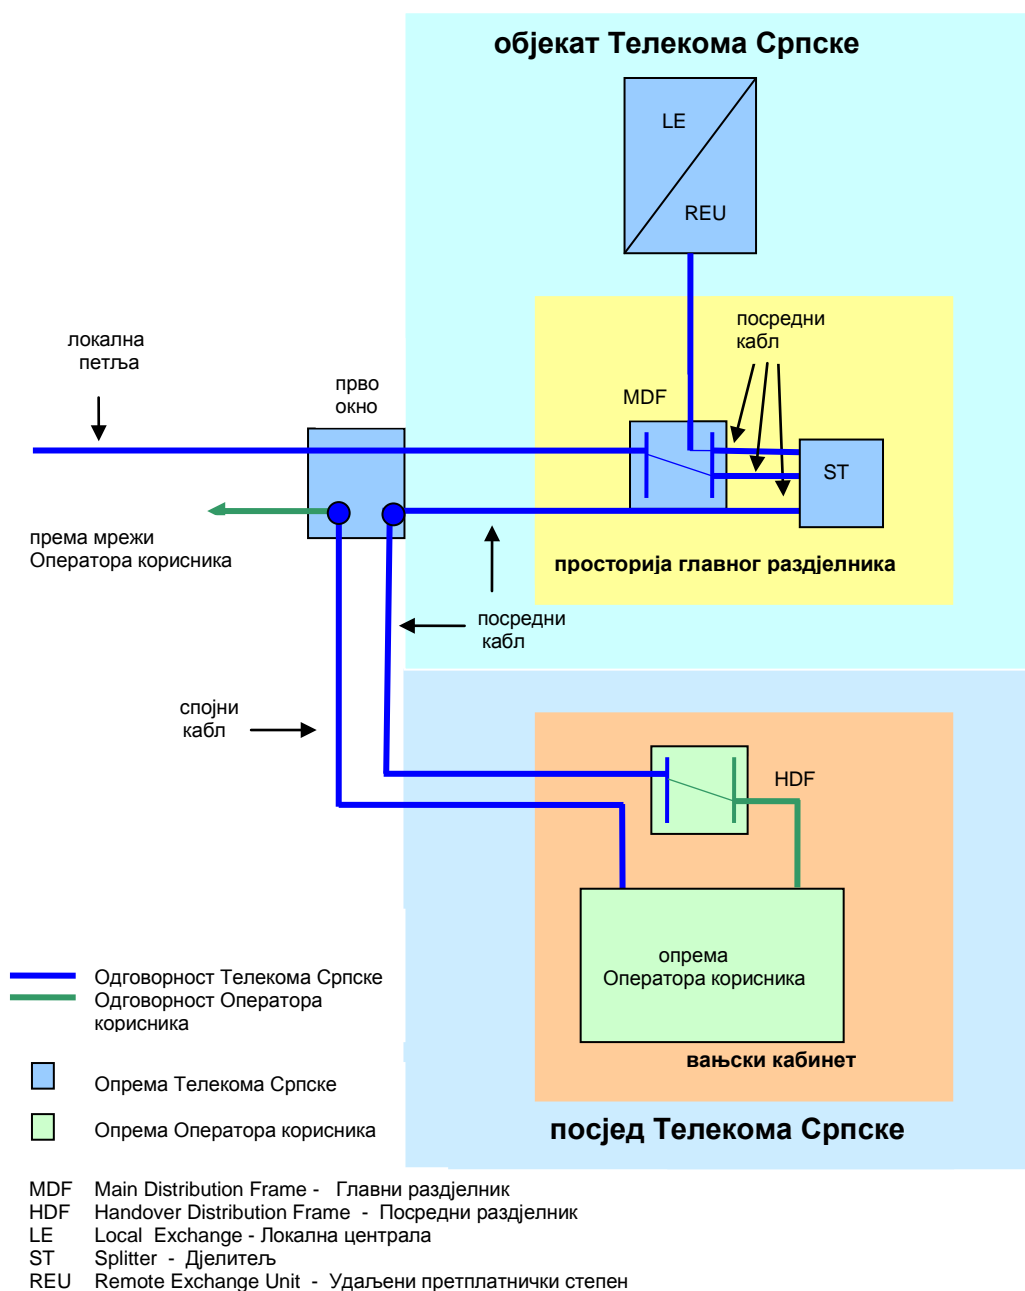 објекат Телекома Српске
LE
REU
посредни
кабл
локална
петља
прво
окно
MDF
ST
према мрежи
Оператора корисника
просторија главног раздјелника
посредни
кабл
спојни
кабл
HDF
опрема
Оператора корисника
вањски кабинет
посјед Телекома Српске
Одговорност Телекома Српске
Одговорност Оператора
корисника
Опрема Телекома Српске
Опрема Оператора корисника
MDF Main Distribution Frame - Главни раздјелник
HDF Handover Distribution Frame - Посредни раздјелник
LE Local Exchange - Локална централа
ST Splitter - Дјелитељ
REU Remote Exchange Unit - Удаљени претплатнички степен